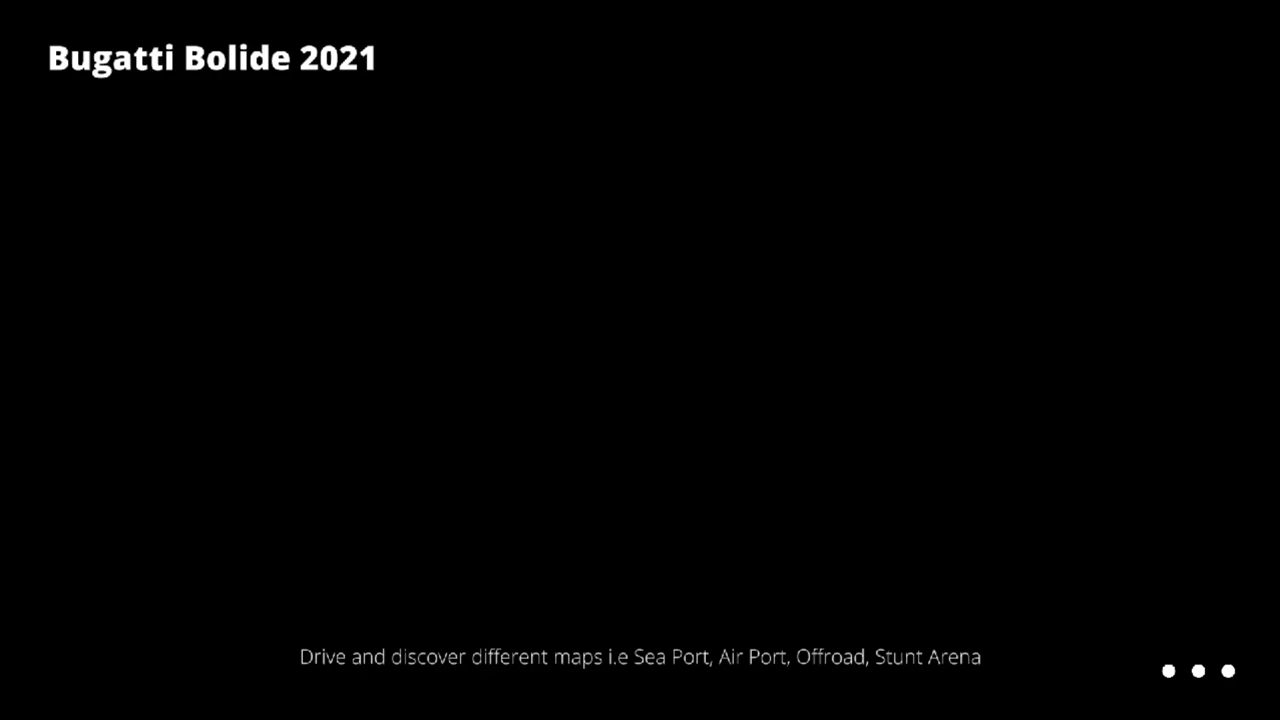 Bugatti Bolide 2021
Drive and discover different maps i.e Sea Port, Air Port, Offroad, Stunt Arena